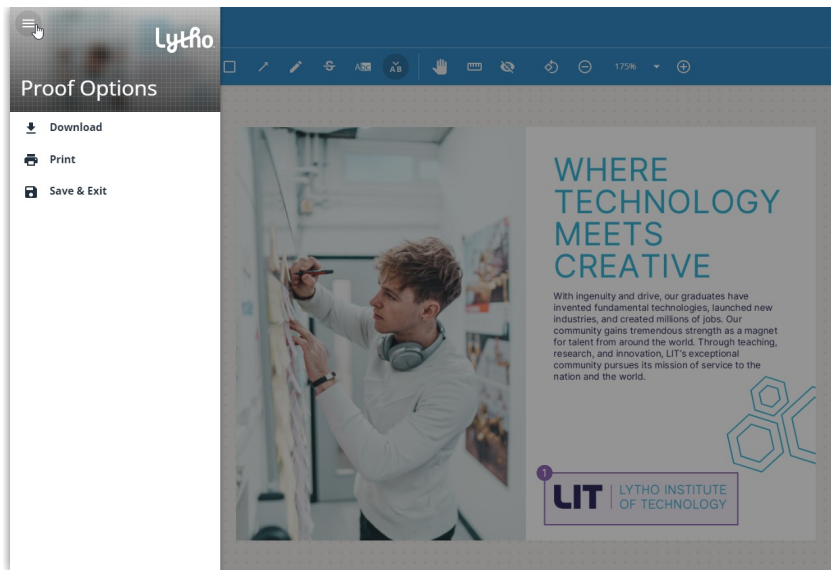 Lytho
Proof Options
Download
Print
Save & Exit
ABC
AB
175%
WHERE
TECHNOLOGY
MEETS
CREATIVE
With ingenuity and drive, our graduates have
invented fundamental technologies, launched new
industries, and created millions of jobs. Our
community gains tremendous strength as a magnet
for talent from around the world. Through teaching,
research, and innovation, LIT's exceptional
community pursues its mission of service to the
nation and the world.
1
LIT LYTHO INSTITUTE
OF TECHNOLOGY